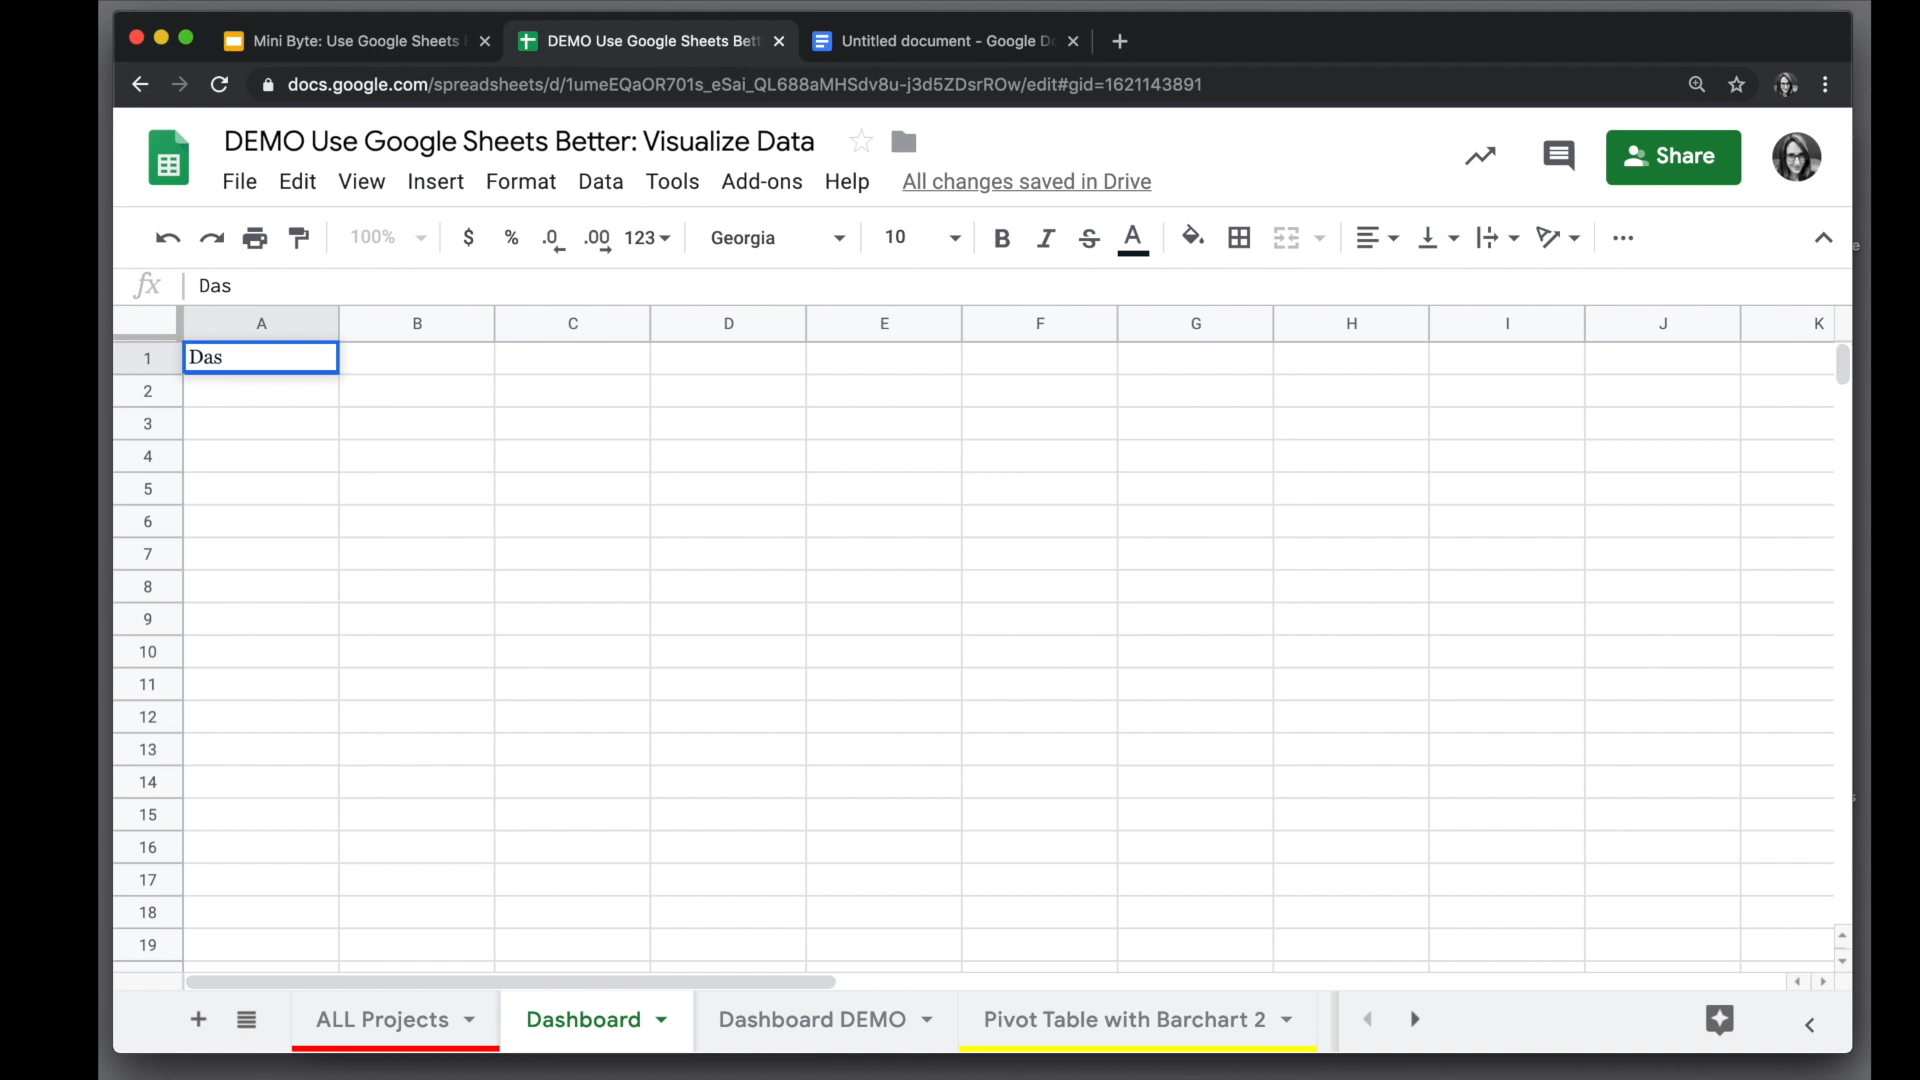 Mini Byte: Use Google Sheets
DEMO Use Google Sheets Bett
Untitled document - Google Do
docs.google.com/spreadsheets/d/1umeEQaOR701s_eSai_QL688aMHSdv8u-j3d5ZDsrROw/edit#gid=1621143891
DEMO Use Google Sheets Better: Visualize Data
Share
File Edit View Insert Format Data Tools Add-ons Help All changes saved in Drive
100% $ % .0 .00 123 Georgia 10 B I S A
fx Das
A B C D E F G H I J K
1 Das
2
3
4
5
6
7
8
9
10
11
12
13
14
15
16
17
18
19
ALL Projects Dashboard Dashboard DEMO Pivot Table with Barchart 2